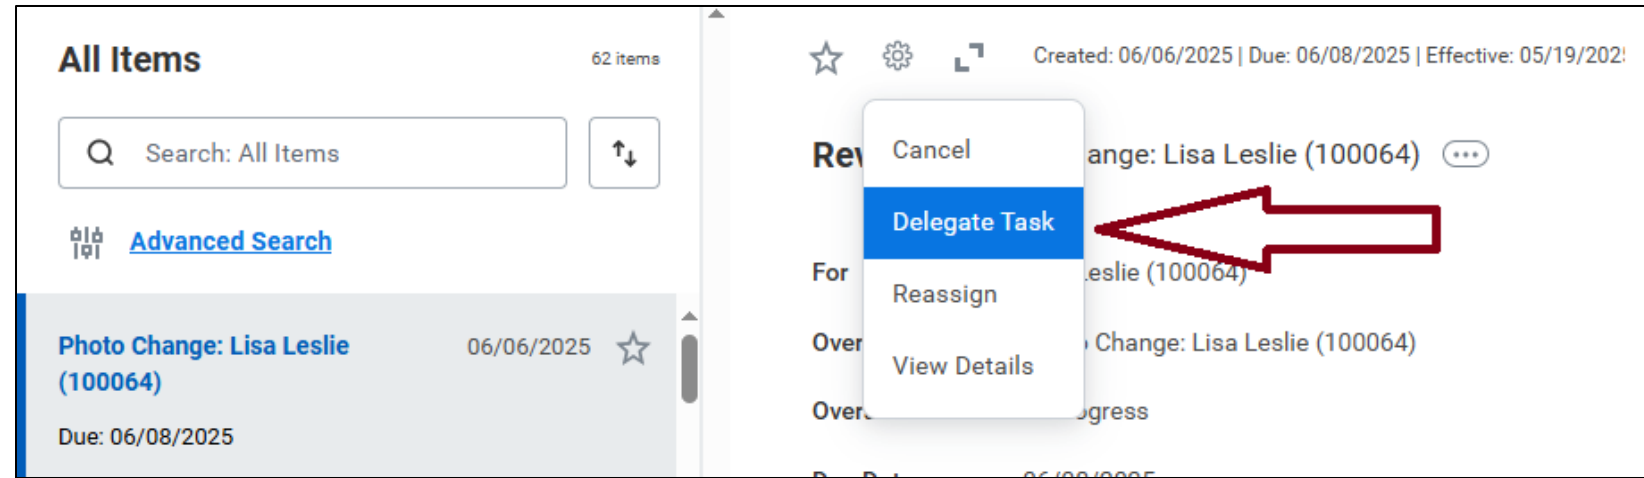 All Items
62 items
Search: All Items
Advanced Search
Photo Change: Lisa Leslie
(100064)
06/06/2025
Due: 06/08/2025
Created: 06/06/2025 | Due: 06/08/2025 | Effective: 05/19/202
Rev
ange: Lisa Leslie (100064)
Cancel
Delegate Task
Reassign
View Details
For
eslie (100064)
Over
Change: Lisa Leslie (100064)
Over
ogress